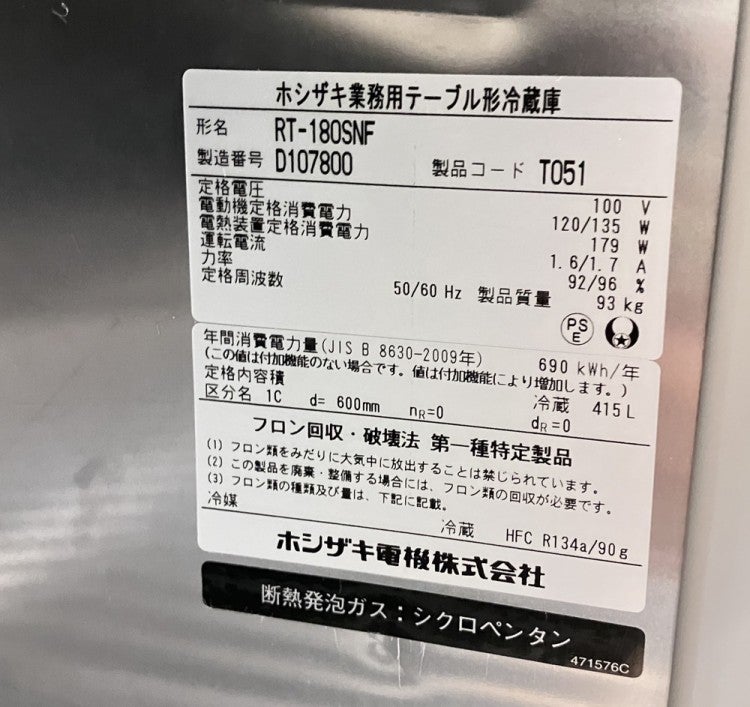 ホシザキ業務用テーブル形冷蔵庫
形名 RT-180SNF
製造番号 D107800 製品コード T051
定格電圧 100 V
電動機定格消費電力 120/135 W
電熱装置定格消費電力 179 W
運転電流 1.6/1.7 A
力率 92/96 %
定格周波数 50/60 Hz 製品質量 93 kg
PS
E
年間消費電力量(JIS B 8630-2009年) 690 kWh/年
(この値は付加機能のない場合です。値は付加機能により増加します。)
定格内容積 冷蔵 415L
区分名 1C d= 600mm nR=0 dR=0
フロン回収・破壊法 第一種特定製品
(1) フロン類をみだりに大気中に放出することは禁じられています。
(2) この製品を廃棄・整備する場合には、フロン類の回収が必要です。
(3) フロン類の種類及び量は、下記に記載。
冷媒 冷蔵 HFC R134a/90g
ホシザキ電機株式会社
断熱発泡ガス：シクロペンタン
471576C